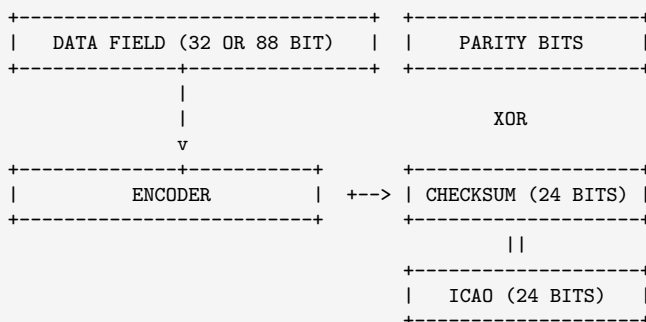 DATA FIELD (32 OR 88 BIT) PARITY BITS
XOR
v
ENCODER +--> CHECKSUM (24 BITS)
||
ICAO (24 BITS)